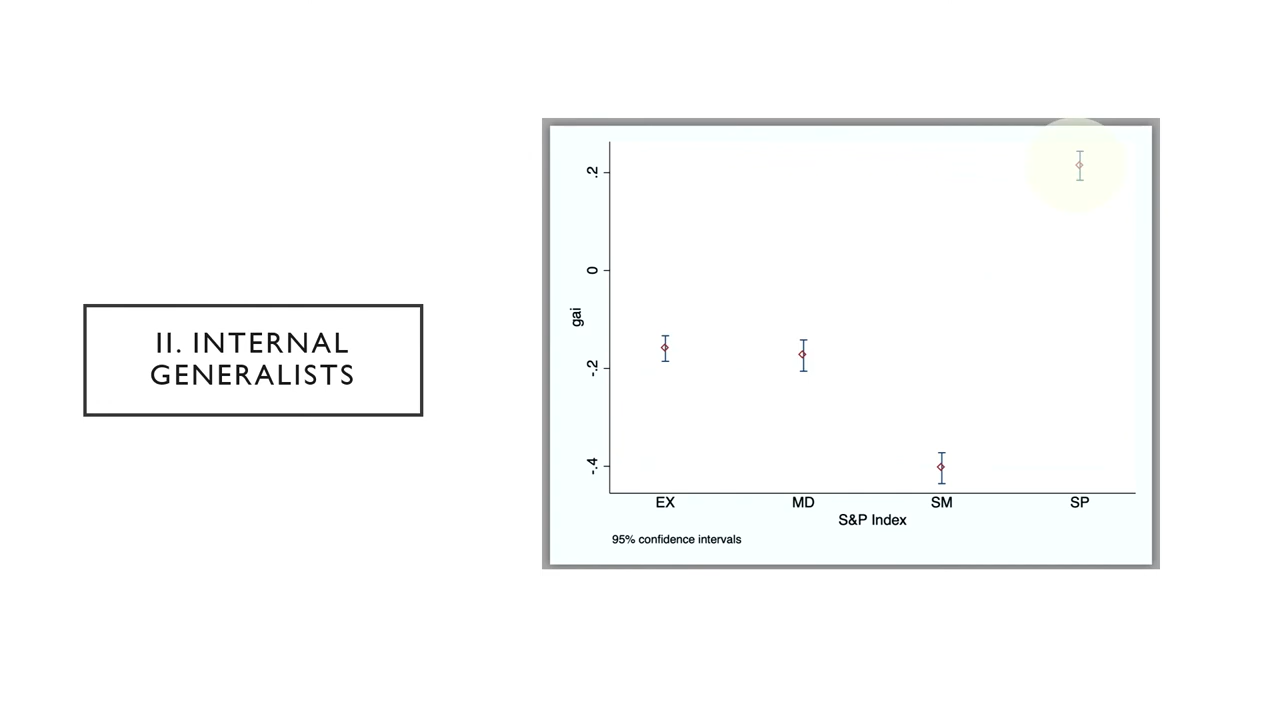 II. INTERNAL
GENERALISTS
.2
0
-.2
-.4
gai
EX MD SM SP
S&P Index
95% confidence intervals